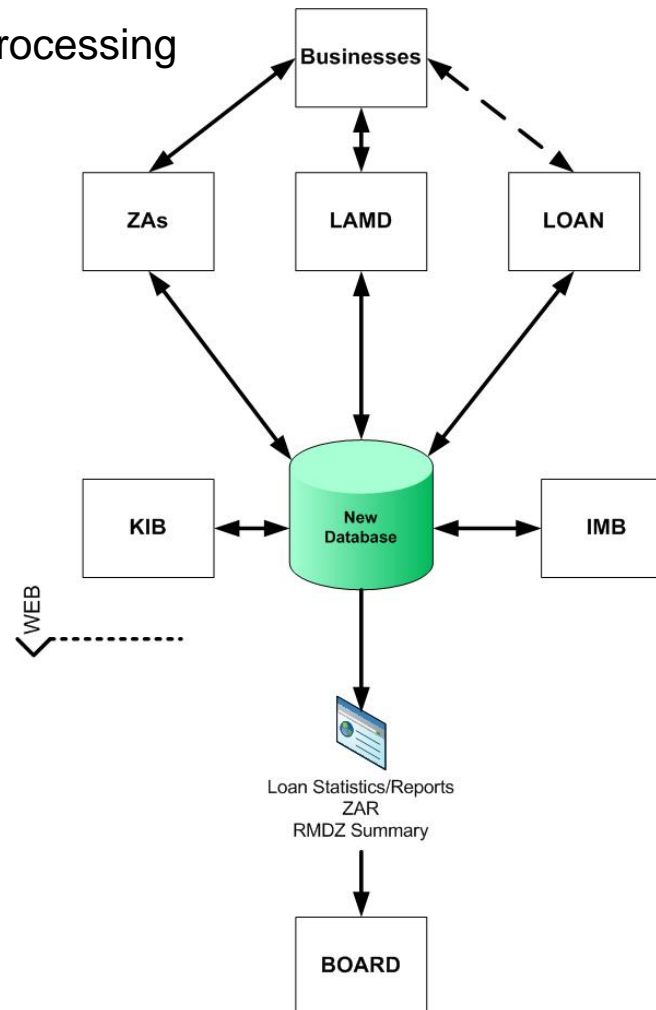 rocessing
Businesses
ZAs
LAMD
LOAN
KIB
New
Database
IMB
WEB
Loan Statistics/Reports
ZAR
RMDZ Summary
BOARD